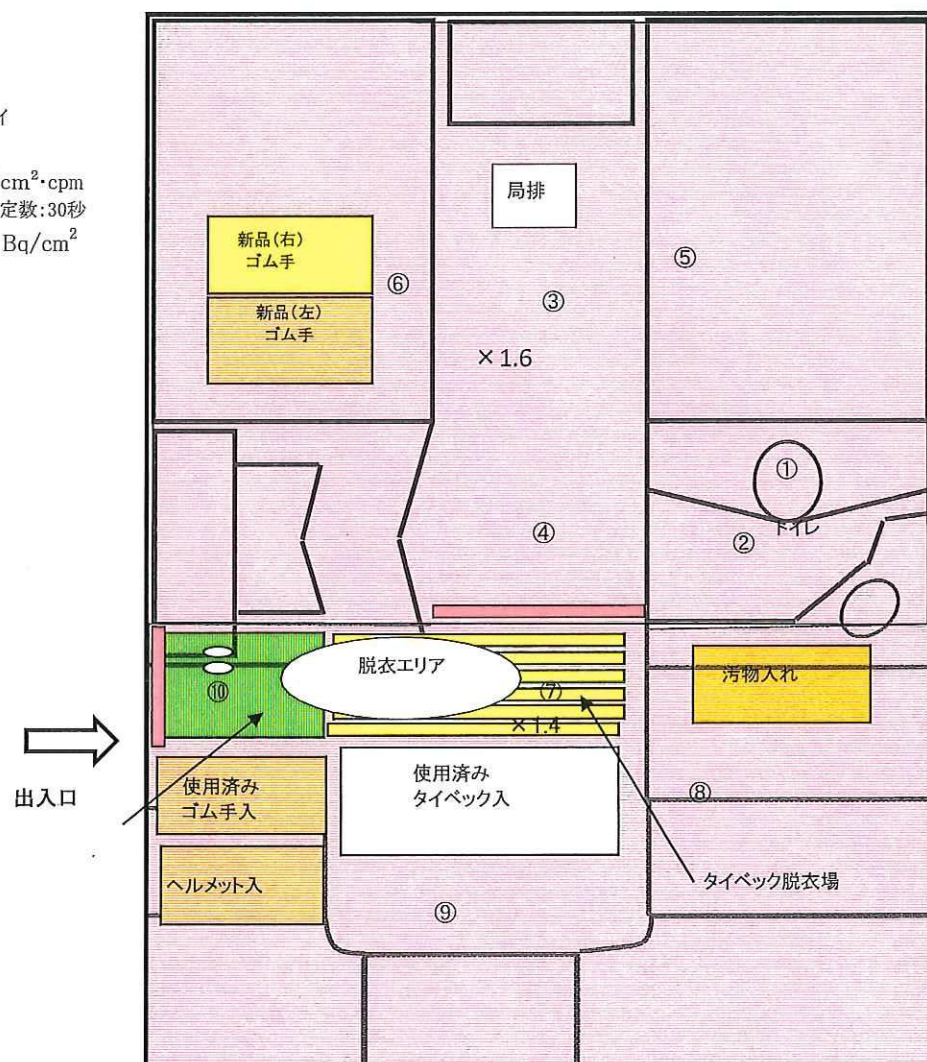 イ
cm²・cpm
定数:30秒
Bq/cm²
局排
新品(右)
ゴム手
新品(左)
ゴム手
⑥
⑤
③
×1.6
①
④
②
トイレ
脱衣エリア
⑦
×1.4
⑩
汚物入れ
出入口
使用済み
ゴム手入
使用済み
タイベック入
⑧
ヘルメット入
タイベック脱衣場
⑨